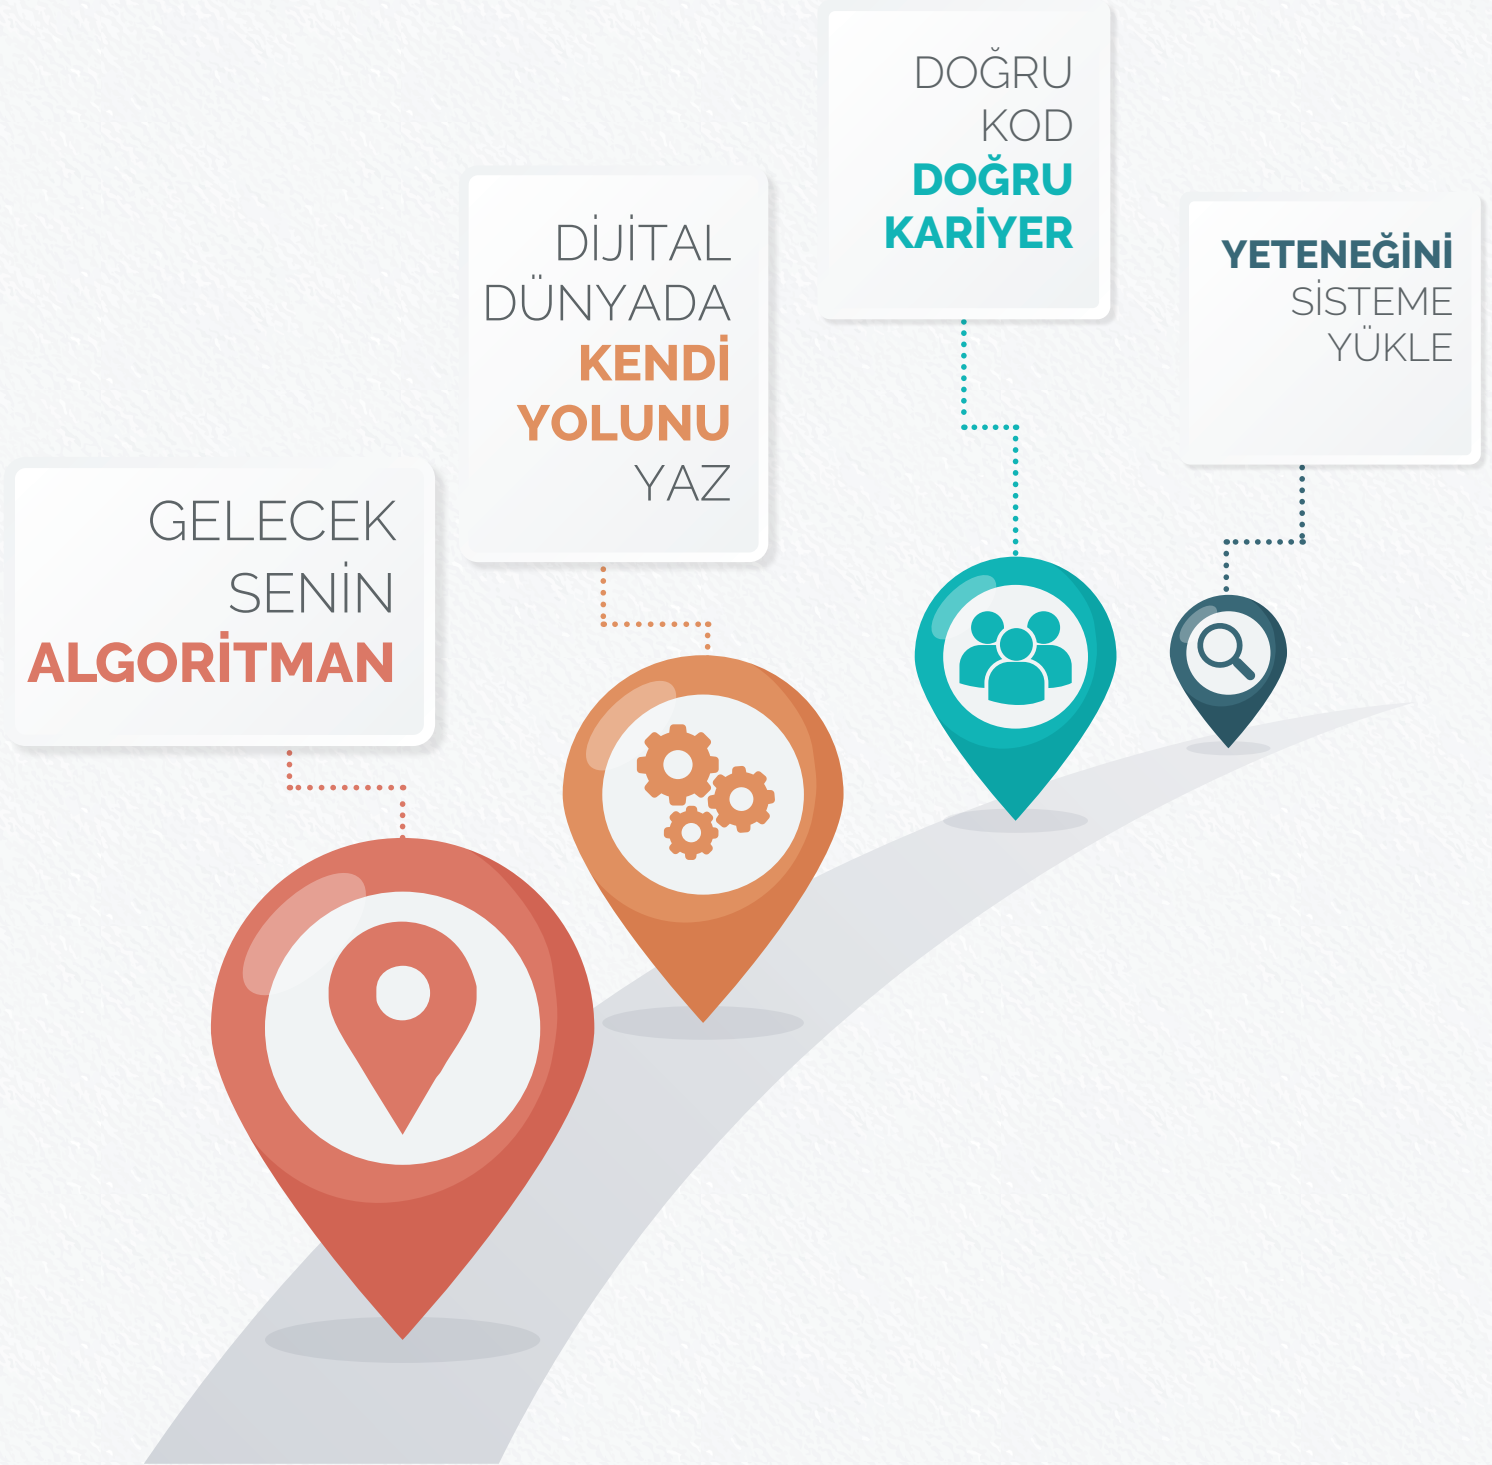 GELECEK
SENİN
ALGORİTMAN
DİJİTAL
DÜNYADA
KENDİ
YOLUNU
YAZ
DOĞRU
KOD
DOĞRU
KARİYER
YETENEĞİNİ
SİSTEME
YÜKLE